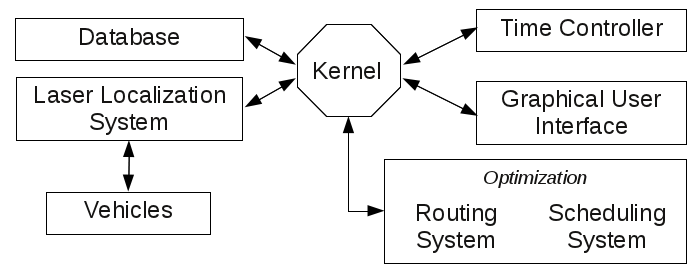 Database
Laser Localization
System
Vehicles
Kernel
Time Controller
Graphical User
Interface
Optimization
Routing
System
Scheduling
System